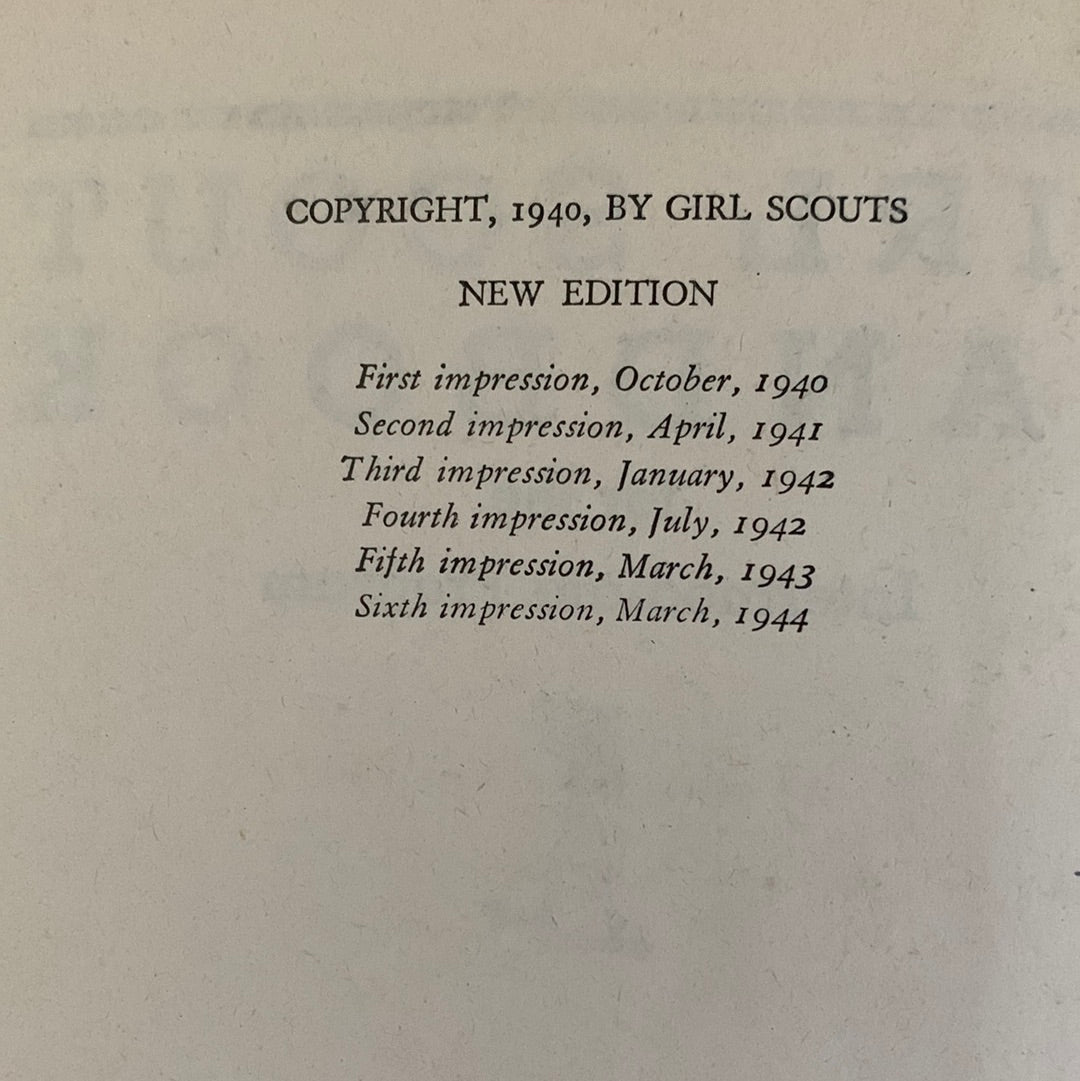 COPYRIGHT, 1940, BY GIRL SCOUTS
NEW EDITION
First impression, October, 1940
Second impression, April, 1941
Third impression, January, 1942
Fourth impression, July, 1942
Fifth impression, March, 1943
Sixth impression, March, 1944